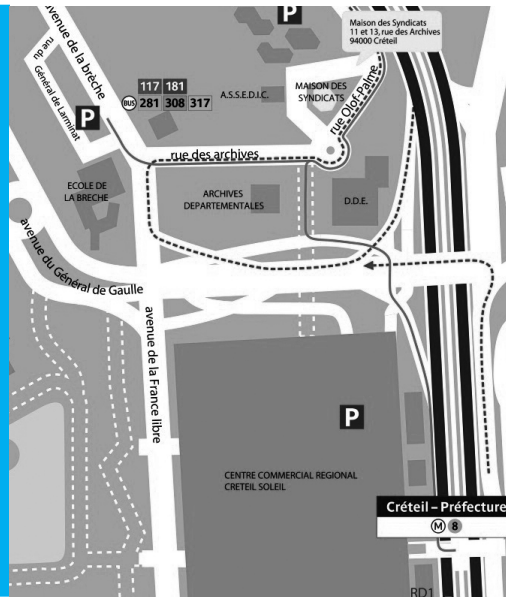 avenue de la brèche
P
Maison des Syndicats
11 et 13, rue des Archives
94000 Créteil
rue du
Général de Larminat
P
117 181
BUS 281 308 317
A.S.S.E.D.I.C.
MAISON DES
SYNDICATS
rue Olof-Palme
rue des archives
ECOLE DE
LA BRECHE
ARCHIVES
DEPARTEMENTALES
D.D.E.
avenue du Général de Gaulle
avenue de la France libre
P
CENTRE COMMERCIAL REGIONAL
CRETEIL SOLEIL
Créteil – Préfecture
M 8
RD1